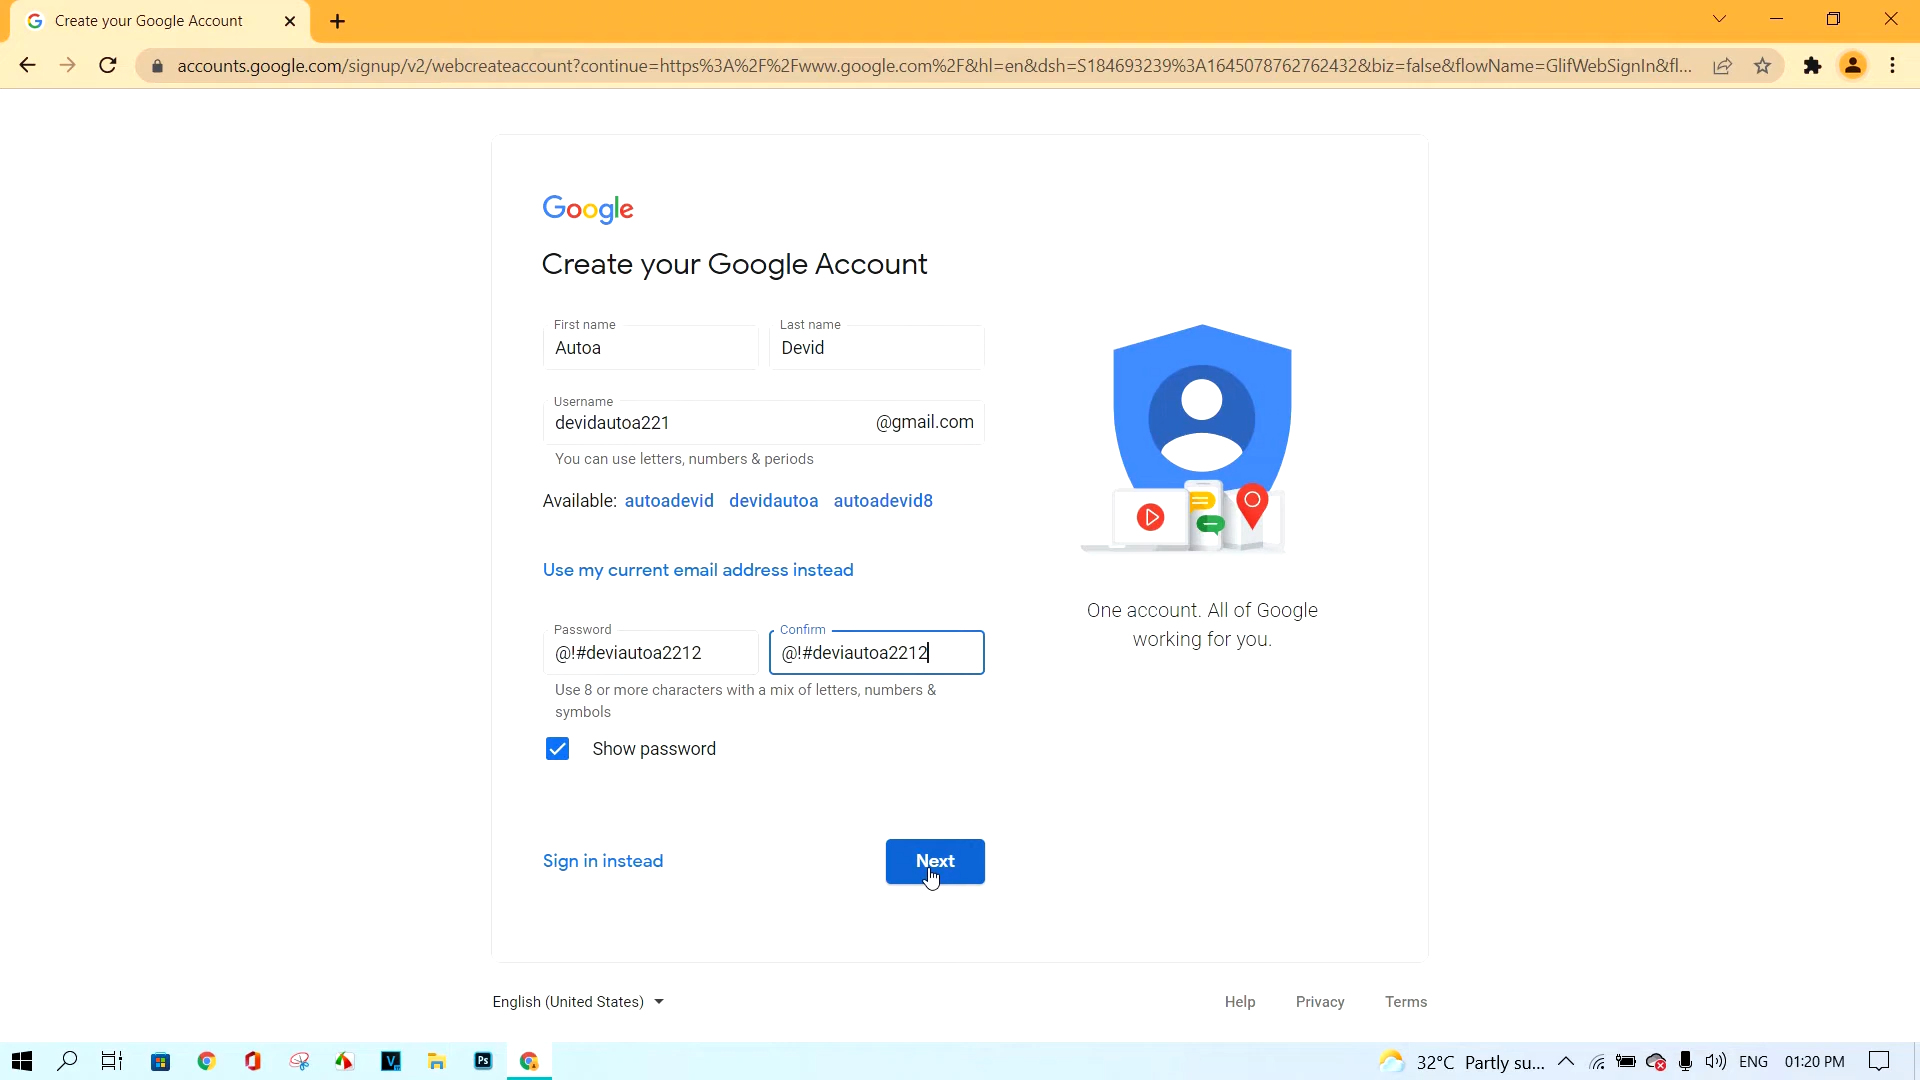 Create your Google Account
accounts.google.com/signup/v2/webcreateaccount?continue=https%3A%2F%2Fwww.google.com%2F&hl=en&dsh=S184693239%3A1645078762762432&biz=false&flowName=GlifWebSignIn&fl...
Google
Create your Google Account
First name
Last name
Autoa
Devid
Username
devidautoa221
@gmail.com
You can use letters, numbers & periods
Available: autoadevid devidautoa autoadevid8
Use my current email address instead
Password
Confirm
@!#deviautoa2212
@!#deviautoa2212
Use 8 or more characters with a mix of letters, numbers &
symbols
Show password
Sign in instead
Next
One account. All of Google
working for you.
English (United States)
Help
Privacy
Terms
32°C Partly su...
ENG
01:20 PM